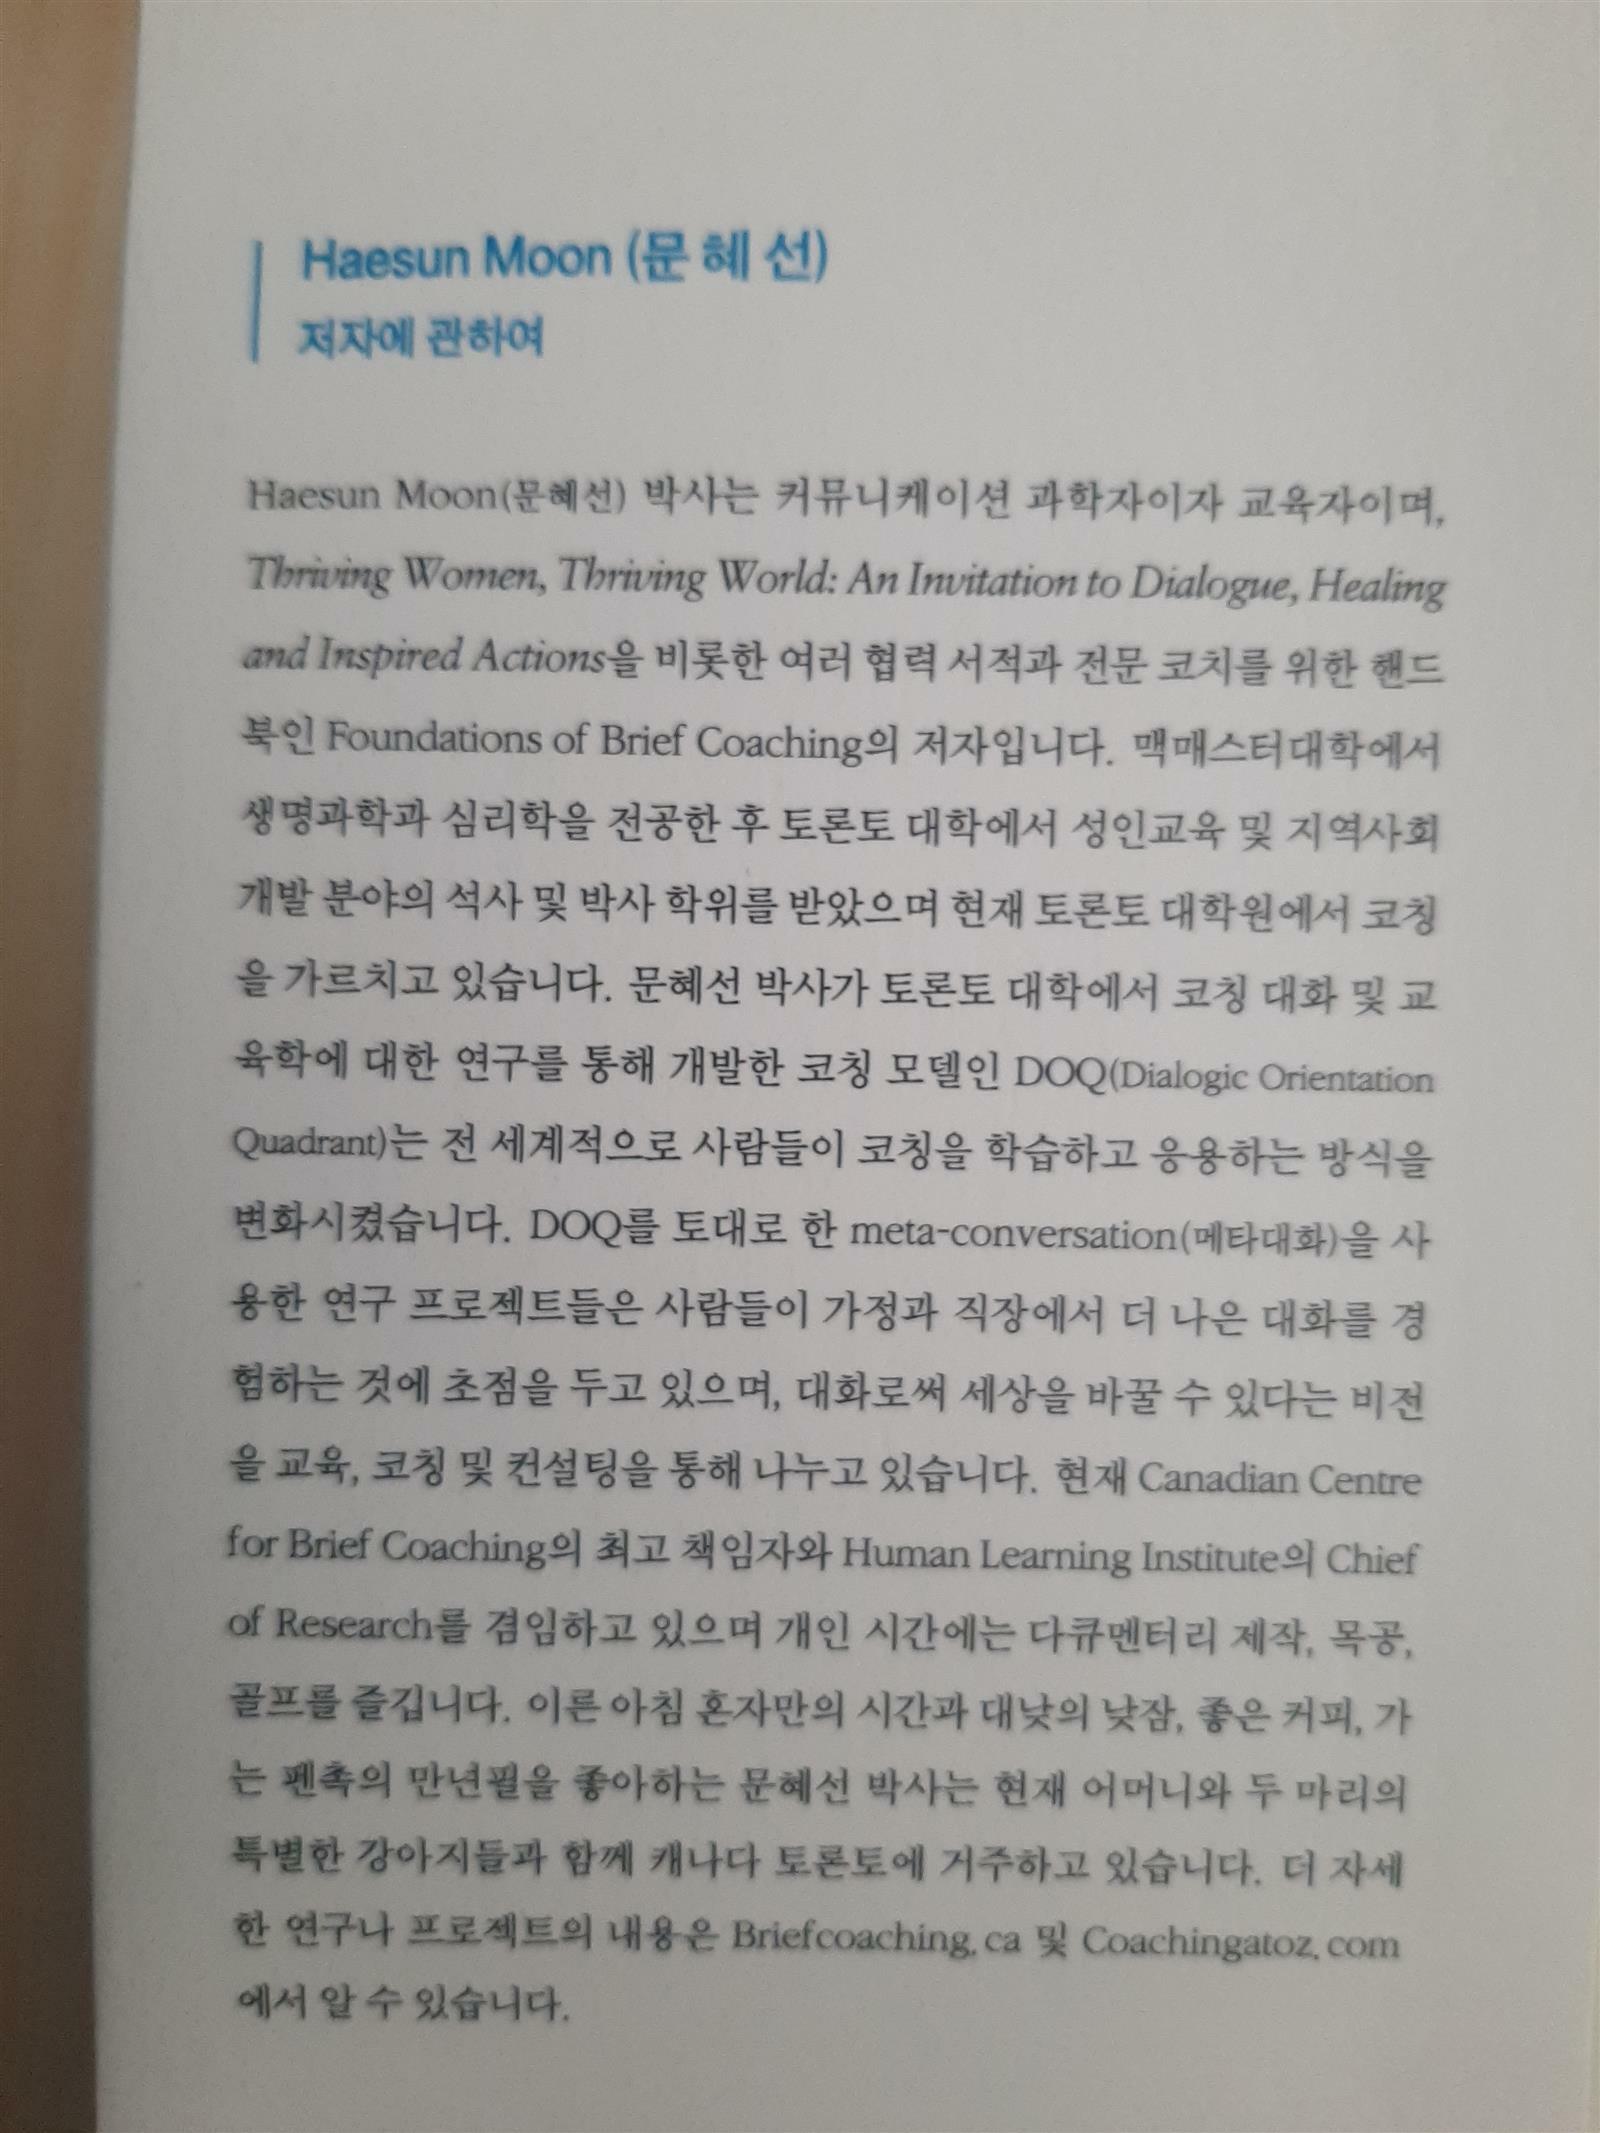 Haesun Moon (문 혜 선)
저자에 관하여
Haesun Moon(문혜선) 박사는 커뮤니케이션 과학자이자 교육자이며,
Thriving Women, Thriving World: An Invitation to Dialogue, Healing
and Inspired Actions을 비롯한 여러 협력 서적과 전문 코치를 위한 핸드
북인 Foundations of Brief Coaching의 저자입니다. 맥매스터대학에서
생명과학과 심리학을 전공한 후 토론토 대학에서 성인교육 및 지역사회
개발 분야의 석사 및 박사 학위를 받았으며 현재 토론토 대학원에서 코칭
을 가르치고 있습니다. 문혜선 박사가 토론토 대학에서 코칭 대화 및 교
육학에 대한 연구를 통해 개발한 코칭 모델인 DOQ(Dialogic Orientation
Quadrant)는 전 세계적으로 사람들이 코칭을 학습하고 응용하는 방식을
변화시켰습니다. DOQ를 토대로 한 meta-conversation(메타대화)을 사
용한 연구 프로젝트들은 사람들이 가정과 직장에서 더 나은 대화를 경
험하는 것에 초점을 두고 있으며, 대화로써 세상을 바꿀 수 있다는 비전
을 교육, 코칭 및 컨설팅을 통해 나누고 있습니다. 현재 Canadian Centre
for Brief Coaching의 최고 책임자와 Human Learning Institute의 Chief
of Research를 겸임하고 있으며 개인 시간에는 다큐멘터리 제작, 목공,
골프를 즐깁니다. 이른 아침 혼자만의 시간과 대낮의 낮잠, 좋은 커피, 가
는 펜촉의 만년필을 좋아하는 문혜선 박사는 현재 어머니와 두 마리의
특별한 강아지들과 함께 캐나다 토론토에 거주하고 있습니다. 더 자세
한 연구나 프로젝트의 내용은 Briefcoaching.ca 및 Coachingatoz.com
에서 알 수 있습니다.